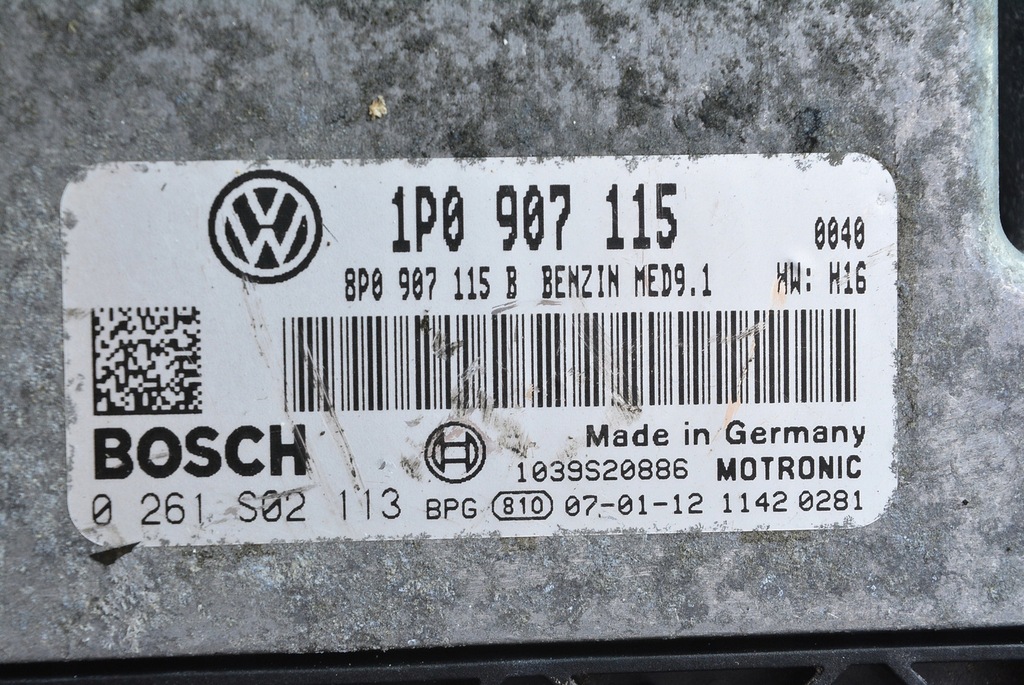 1P0 907 115
0040
8P0 907 115 B BENZIN MED9.1 HW: H16
BOSCH
Made in Germany
1039S20886 MOTRONIC
0 261 S02 113 BPG 810 07-01-12 1142 0281